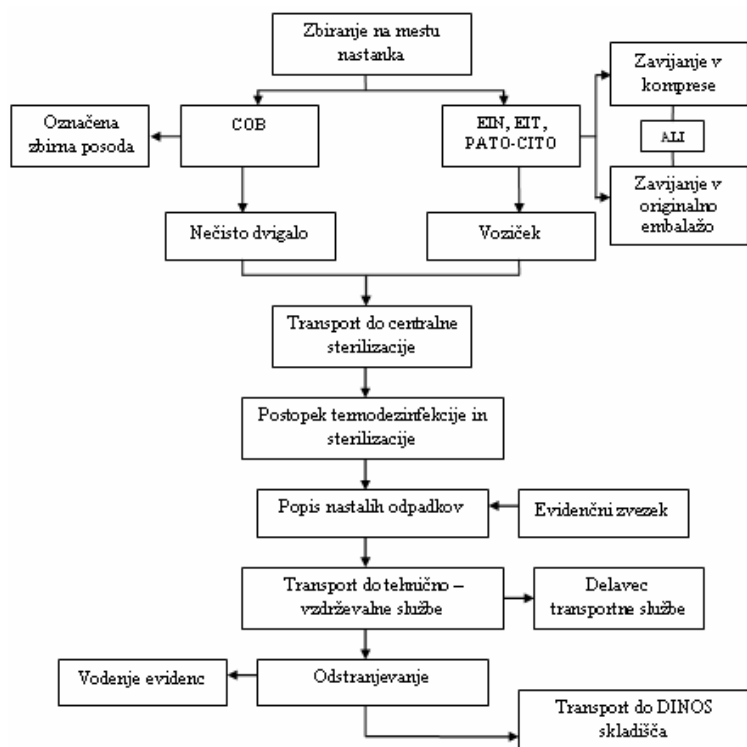 Zbiranje na mestu
nastanka
Označena
zbirna posoda
COB
EIN, EIT,
PATO-CITO
Zavijanje v
komprese
ALI
Zavijanje v
originalno
embalažo
Nečisto dvigalo
Voziček
Transport do centralne
sterilizacije
Postopek termodezinfekcije in
sterilizacije
Popis nastalih odpadkov
Evidenčni zvezek
Transport do tehnično –
vzdrževalne službe
Delavec
transportne službe
Vodenje evidenc
Odstranjevanje
Transport do DINOS
skladišča